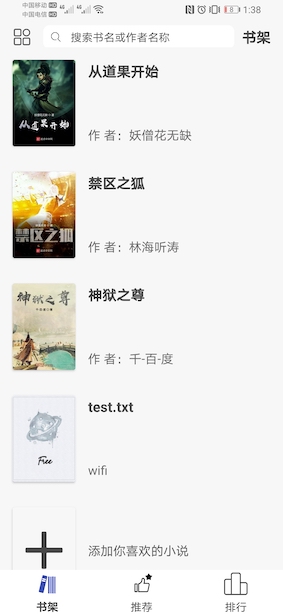 中国移动 HD 4G 4G
中国电信 HD
8
1:38
搜索书名或作者名称
书架
从道果开始
从道果开始
作 者：妖僧花无缺
禁区之狐
禁区之狐
作 者：林海听涛
神狱之尊
神狱之尊
作 者：千-百-度
test.txt
Free
wifi
添加你喜欢的小说
书架
推荐
排行